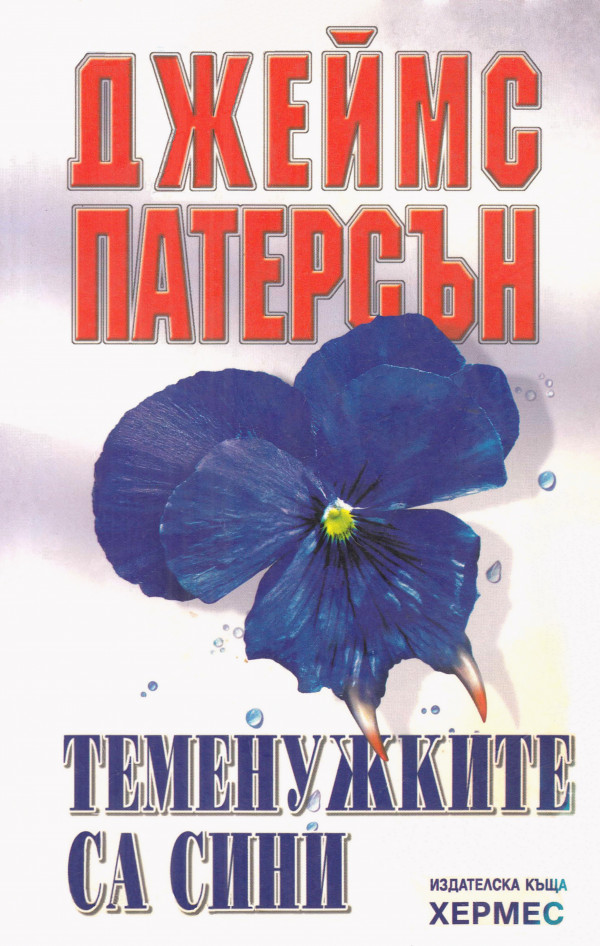 ДЖЕЙМС
ПАТЕРСЪН
ТЕМЕНУЖКИТЕ
СА СИНИ
ИЗДАТЕЛСКА КЪЩА
ХЕРМЕС